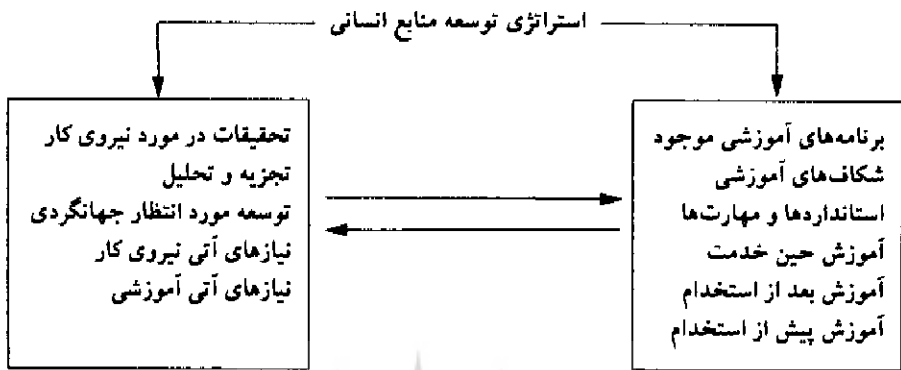 استراتژی توسعه منابع انسانی
برنامه‌های آموزشی موجود
شکاف‌های آموزشی
استانداردها و مهارت‌ها
آموزش حین خدمت
آموزش بعد از استخدام
آموزش پیش از استخدام
تحقیقات در مورد نیروی کار
تجزیه و تحلیل
توسعه مورد انتظار جهانگردی
نیازهای آتی نیروی کار
نیازهای آتی آموزشی